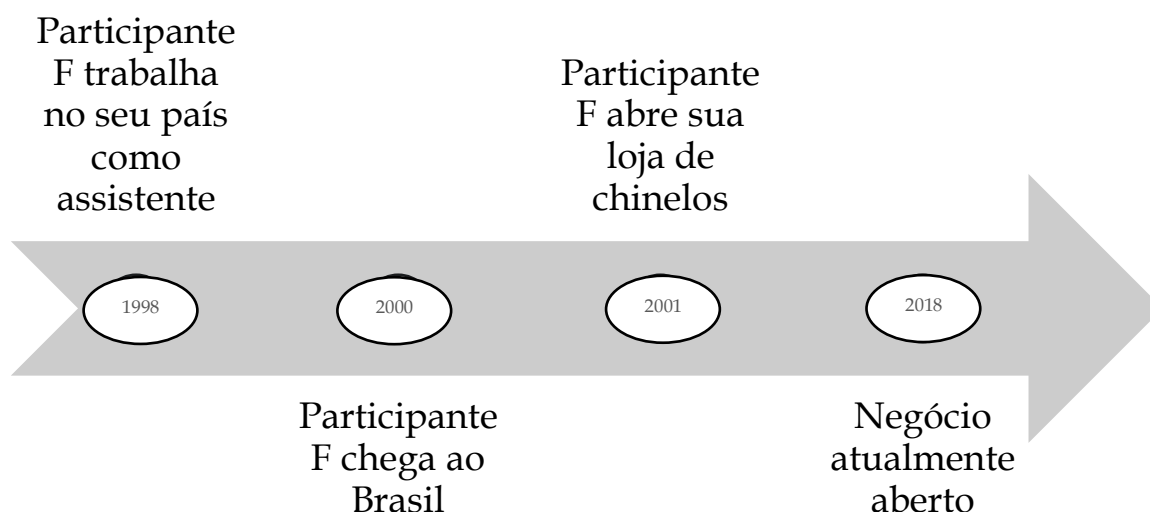 Participante
F trabalha
no seu país
como
assistente
Participante
F abre sua
loja de
chinelos
1998
2000
2001
2018
Participante
F chega ao
Brasil
Negócio
atualmente
aberto